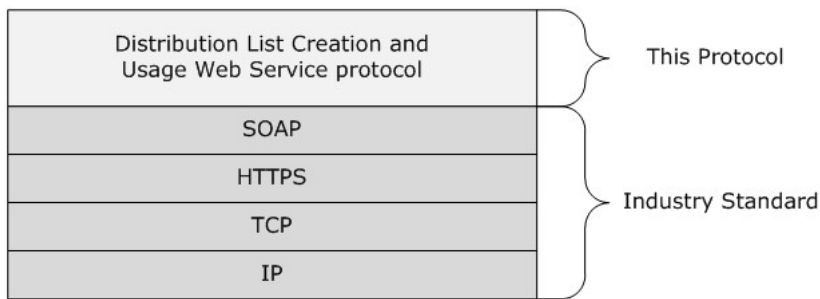 Distribution List Creation and
Usage Web Service protocol
This Protocol
SOAP
HTTPS
TCP
IP
Industry Standard